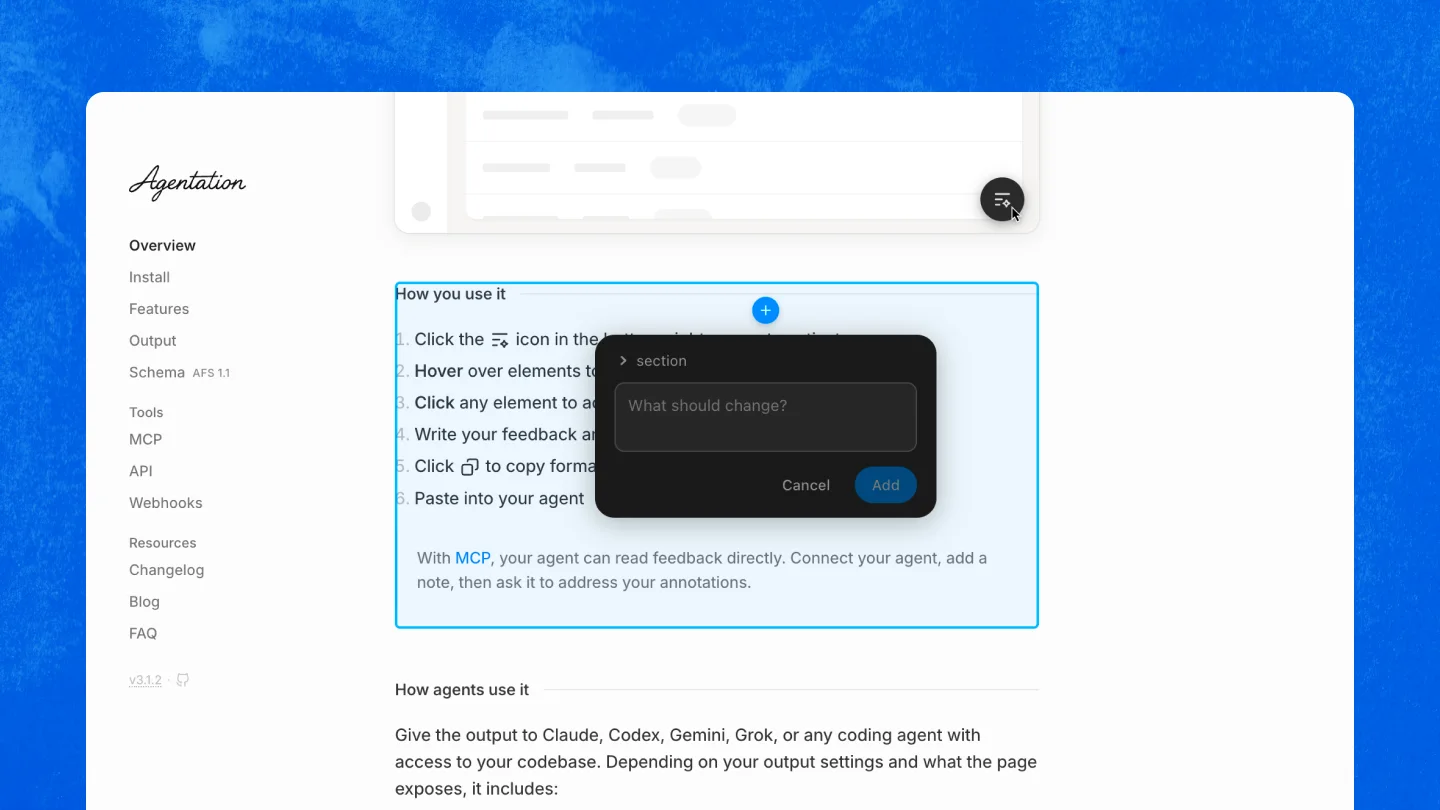 Agentation
Overview
Install
Features
Output
Schema AFS 1.1
Tools
MCP
API
Webhooks
Resources
Changelog
Blog
FAQ
v3.1.2 ·
How you use it
1. Click the icon in the
2. Hover over elements to
3. Click any element to
4. Write your feedback
5. Click to copy
6. Paste into your agent
section
What should change?
Cancel
Add
With MCP, your agent can read feedback directly. Connect your agent, add a
note, then ask it to address your annotations.
How agents use it
Give the output to Claude, Codex, Gemini, Grok, or any coding agent with
access to your codebase. Depending on your output settings and what the page
exposes, it includes: